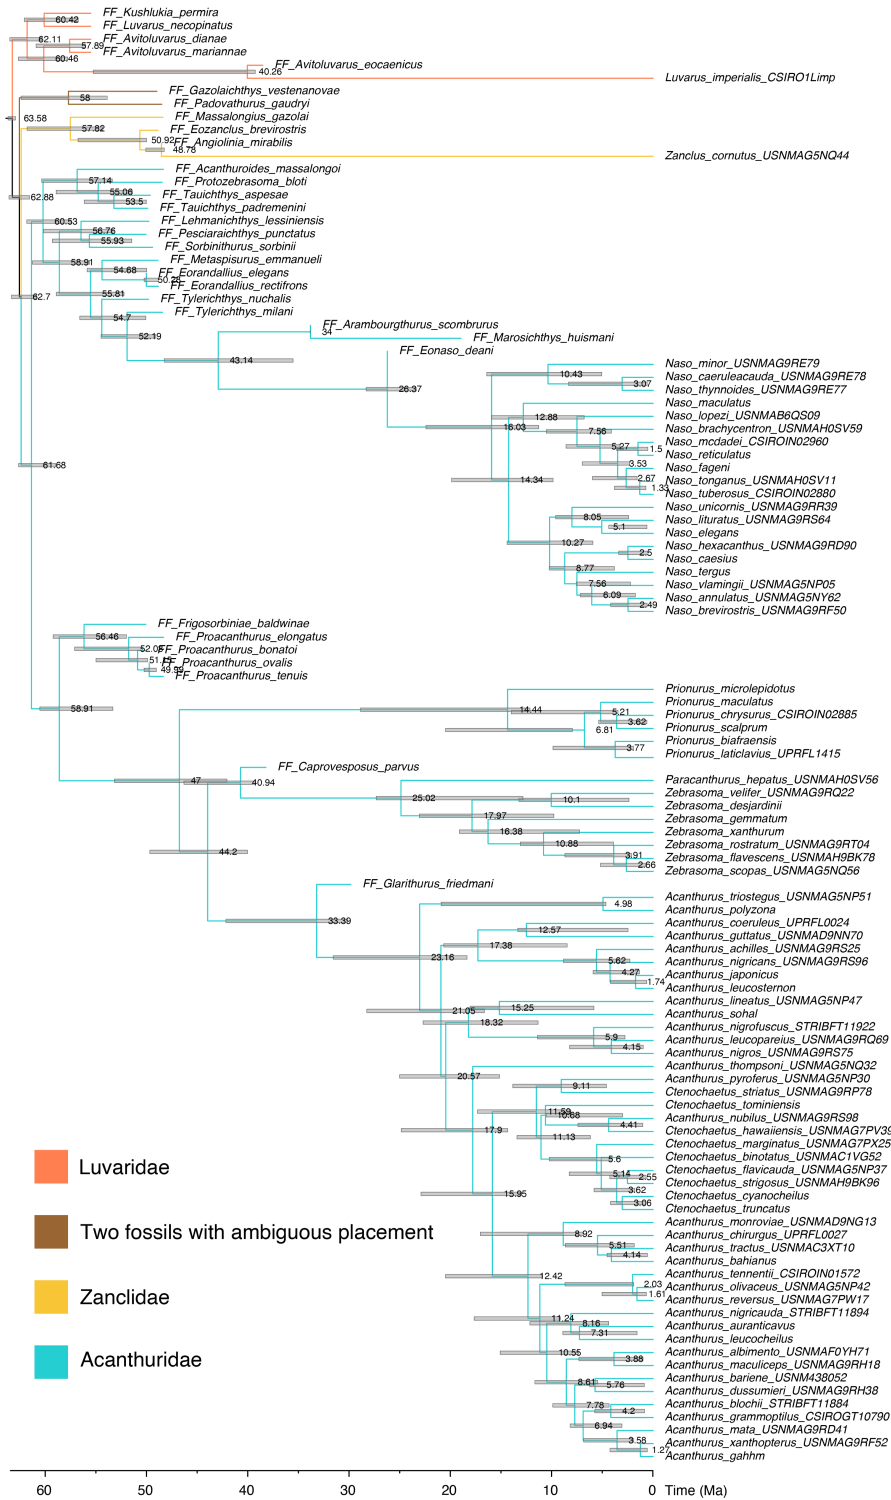 FF_Kushlukia_permira
60.42
FF_Luvarus_necopinatus
62.11
FF_Avitoluvarus_dianae
57.89
FF_Avitoluvarus_mariannae
60.46
FF_Avitoluvarus_eocaenicus
40.26
Luvarus_imperialis_CSIRO1Limp
FF_Gazolaichthys_vestenanovae
58
FF_Padovathurus_gaudryi
63.58
FF_Massalongius_gazolai
57.82
FF_Eozanclus_brevirostris
50.92
FF_Angiolinia_mirabilis
48.78
Zanclus_cornutus_USNMAG5NQ44
FF_Acanthuroides_massalongoi
57.14
FF_Protozebrasoma_bloti
55.06
FF_Tauichthys_aspesae
62.88
53.5
FF_Tauichthys_padremenini
60.53
FF_Lehmanichthys_lessiniensis
56.76
FF_Pesciaraichthys_punctatus
55.93
FF_Sorbinithurus_sorbinii
58.91
FF_Metaspisurus_emmanueli
54.68
FF_Eorandallius_elegans
50.28
FF_Eorandallius_rectifrons
62.7
55.81
FF_Tylerichthys_nuchalis
54.7
FF_Tylerichthys_milani
52.19
FF_Arambourgthurus_scombrurus
34
FF_Marosichthys_huismani
43.14
FF_Eonaso_deani
26.37
Naso_minor_USNMAG9RE79
10.43
Naso_caeruleacauda_USNMAG9RE78
3.07
Naso_thynnoides_USNMAG9RE77
Naso_maculatus
12.88
Naso_lopezi_USNMAB6QS09
16.03
7.56
Naso_brachycentron_USNMAH0SV59
5.27
Naso_mcdadei_CSIROIN02960
1.5
Naso_reticulatus
3.53
Naso_fageni
61.68
14.34
2.67
Naso_tonganus_USNMAH0SV11
1.33
Naso_tuberosus_CSIROIN02880
Naso_unicornis_USNMAG9RR39
8.05
Naso_lituratus_USNMAG9RS64
5.1
Naso_elegans
10.27
Naso_hexacanthus_USNMAG9RD90
2.5
Naso_caesius
8.77
Naso_tergus
7.56
Naso_vlamingii_USNMAG5NP05
6.09
Naso_annulatus_USNMAG5NY62
2.49
Naso_brevirostris_USNMAG9RF50
FF_Frigosorbiniae_baldwinae
56.46
FF_Proacanthurus_elongatus
FF_Proacanthurus_bonatoi
FF_Proacanthurus_ovalis
49.99
FF_Proacanthurus_tenuis
58.91
Prionurus_microlepidotus
14.44
Prionurus_maculatus
5.21
Prionurus_chrysurus_CSIROIN02885
3.62
Prionurus_scalprum
6.81
Prionurus_biafraensis
3.77
Prionurus_laticlavius_UPRFL1415
FF_Caprovesposus_parvus
47
40.94
Paracanthurus_hepatus_USNMAH0SV56
25.02
Zebrasoma_velifer_USNMAG9RQ22
10.1
Zebrasoma_desjardinii
17.97
Zebrasoma_gemmatum
16.38
Zebrasoma_xanthurum
10.88
Zebrasoma_rostratum_USNMAG9RT04
3.91
Zebrasoma_flavescens_USNMAH9BK78
2.66
Zebrasoma_scopas_USNMAG5NQ56
44.2
FF_Glarithurus_friedmani
33.39
Acanthurus_triostegus_USNMAG5NP51
4.98
Acanthurus_polyzona
Acanthurus_coeruleus_UPRFL0024
12.57
Acanthurus_guttatus_USNMAD9NN70
17.38
Acanthurus_achilles_USNMAG9RS25
23.16
5.62
Acanthurus_nigricans_USNMAG9RS96
4.27
Acanthurus_japonicus
1.74
Acanthurus_leucosternon
Acanthurus_lineatus_USNMAG5NP47
21.05
15.25
Acanthurus_sohal
18.32
Acanthurus_nigrofuscus_STRIBFT11922
5.9
Acanthurus_leucopareius_USNMAG9RQ69
4.15
Acanthurus_nigros_USNMAG9RS75
Acanthurus_thompsoni_USNMAG5NQ32
20.57
Acanthurus_pyroferus_USNMAG5NP30
9.11
Ctenochaetus_striatus_USNMAG9RP78
Ctenochaetus_tominiensis
11.59
10.68
Acanthurus_nubilus_USNMAG9RS98
4.41
Ctenochaetus_hawaiiensis_USNMAG7PV39
17.9
11.13
Ctenochaetus_marginatus_USNMAG7PX25
5.6
Ctenochaetus_binotatus_USNMAC1VG52
5.14
Ctenochaetus_flavicauda_USNMAG5NP37
2.55
Ctenochaetus_strigosus_USNMAH9BK96
3.62
Ctenochaetus_cyanocheilus
15.95
3.06
Ctenochaetus_truncatus
Acanthurus_monroviae_USNMAD9NG13
8.92
Acanthurus_chirurgus_UPRFL0027
5.51
Acanthurus_tractus_USNMAC3XT10
4.14
Acanthurus_bahianus
12.42
Acanthurus_tennentii_CSIROIN01572
2.03
Acanthurus_olivaceus_USNMAG5NP42
1.61
Acanthurus_reversus_USNMAG7PW17
11.24
Acanthurus_nigricauda_STRIBFT11894
8.16
Acanthurus_auranticavus
7.31
Acanthurus_leucocheilus
10.55
Acanthurus_albimento_USNMAF0YH71
3.88
Acanthurus_maculiceps_USNMAG9RH18
8.61
Acanthurus_bariene_USNM438052
5.76
Acanthurus_dussumieri_USNMAG9RH38
7.78
Acanthurus_blochii_STRIBFT11884
4.2
Acanthurus_grammoptilus_CSIROGT10790
6.94
Acanthurus_mata_USNMAG9RD41
3.58
Acanthurus_xanthopterus_USNMAG9RF52
1.27
Acanthurus_gahhm
Luvaridae
Two fossils with ambiguous placement
Zanclidae
Acanthuridae
60 50 40 30 20 10 0 Time (Ma)